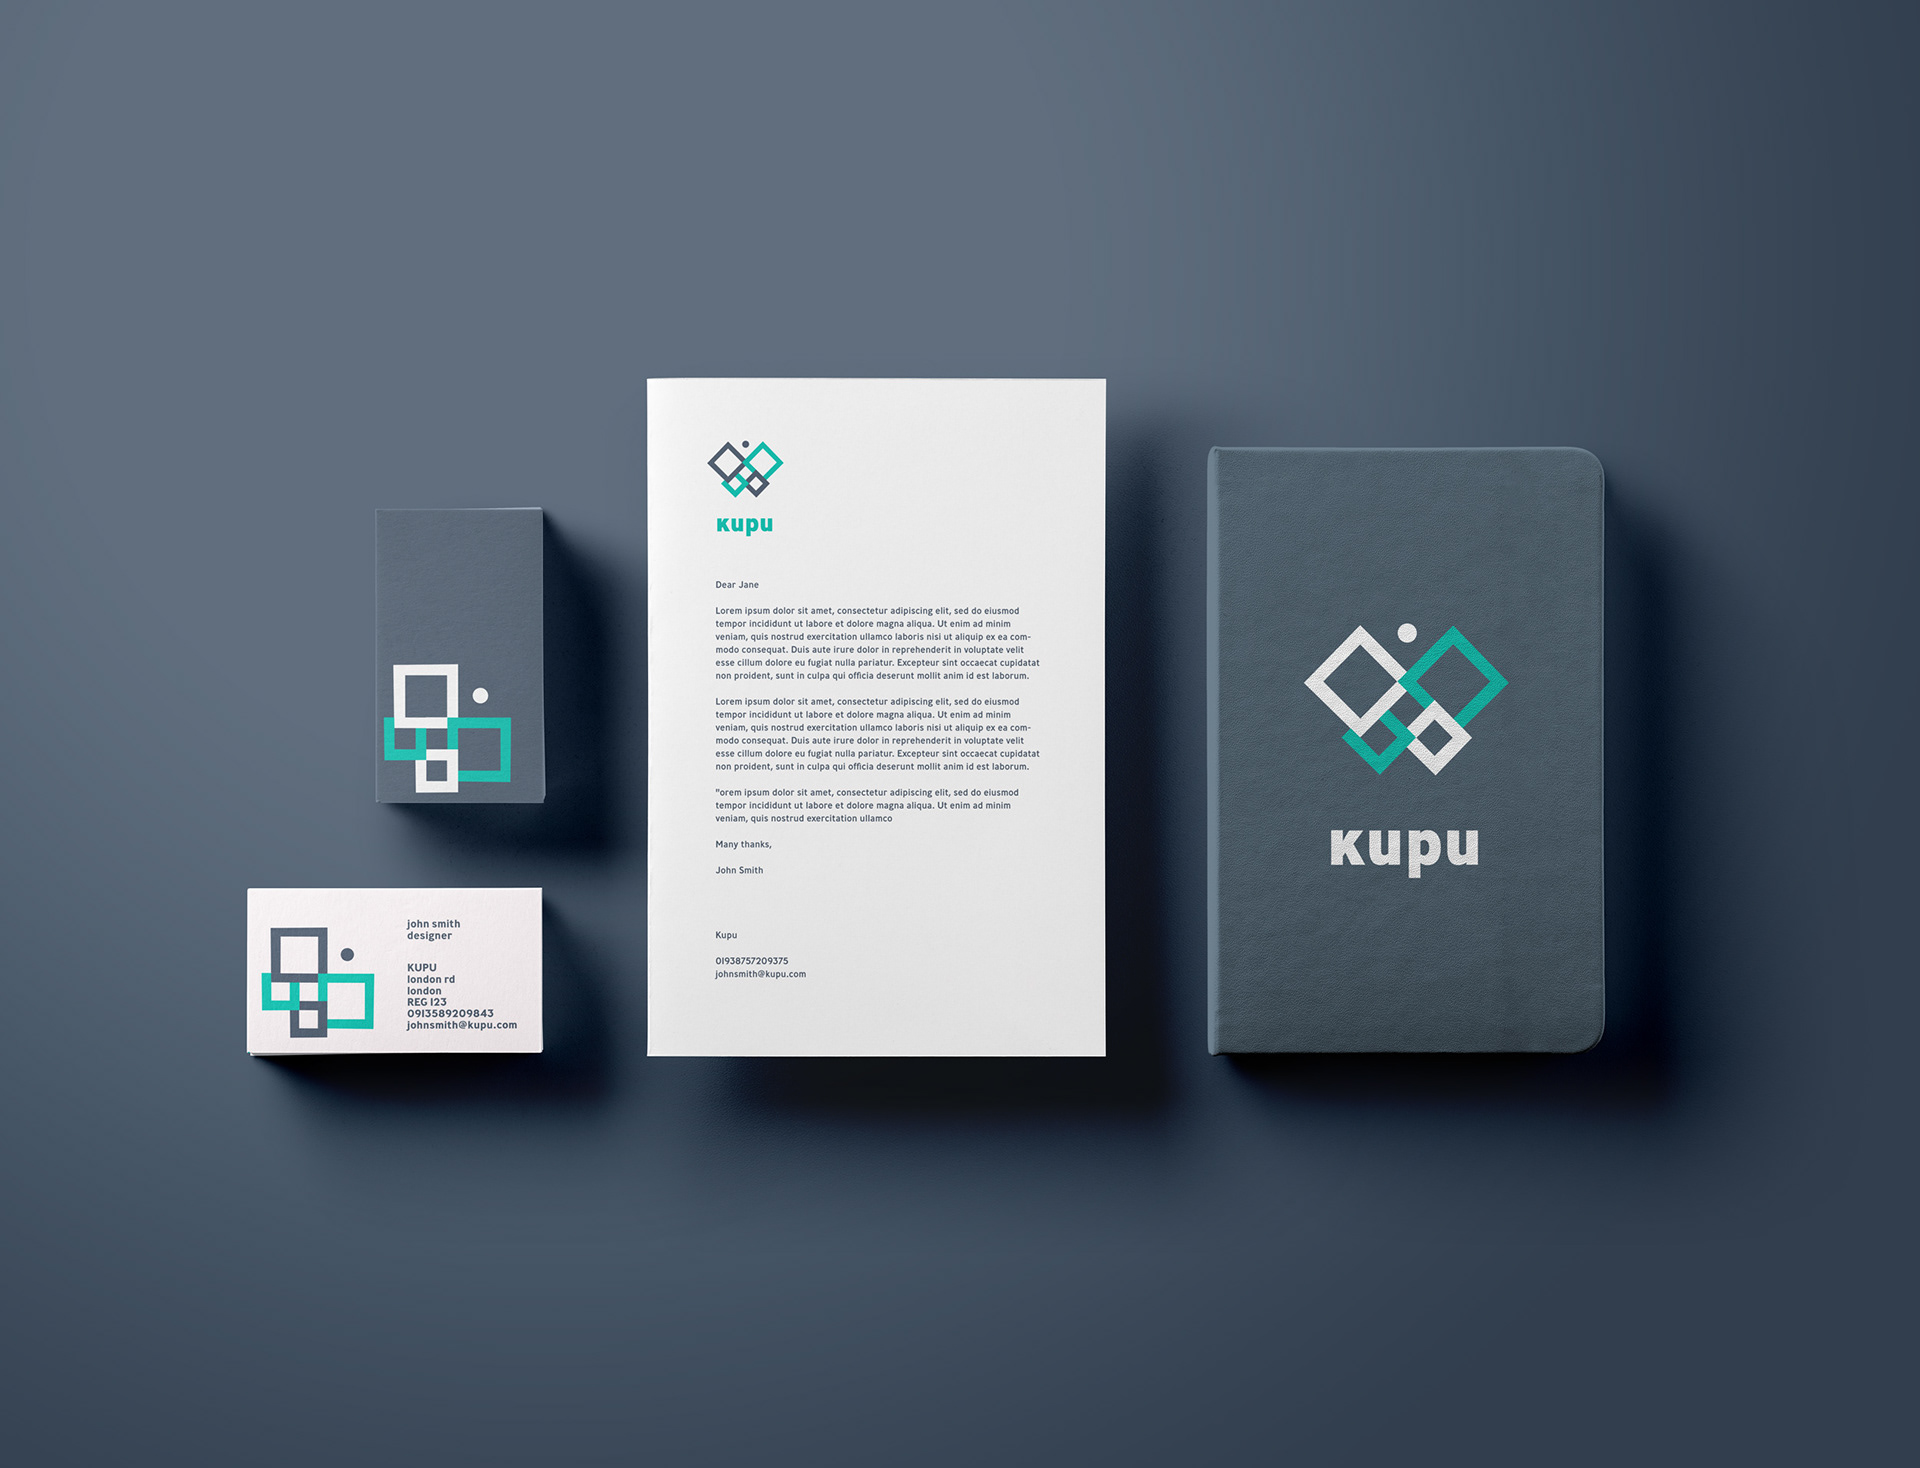 john smith
designer
KUPU
london rd
london
REG 123
0913589209843
johnsmith@kupu.com
kupu
Dear Jane
Lorem ipsum dolor sit amet, consectetur adipiscing elit, sed do eiusmod
tempor incididunt ut labore et dolore magna aliqua. Ut enim ad minim
veniam, quis nostrud exercitation ullamco laboris nisi ut aliquip ex ea com-
modo consequat. Duis aute irure dolor in reprehenderit in voluptate velit
esse cillum dolore eu fugiat nulla pariatur. Excepteur sint occaecat cupidatat
non proident, sunt in culpa qui officia deserunt mollit anim id est laborum.
Lorem ipsum dolor sit amet, consectetur adipiscing elit, sed do eiusmod
tempor incididunt ut labore et dolore magna aliqua. Ut enim ad minim
veniam, quis nostrud exercitation ullamco laboris nisi ut aliquip ex ea com-
modo consequat. Duis aute irure dolor in reprehenderit in voluptate velit
esse cillum dolore eu fugiat nulla pariatur. Excepteur sint occaecat cupidatat
non proident, sunt in culpa qui officia deserunt mollit anim id est laborum.
"orem ipsum dolor sit amet, consectetur adipiscing elit, sed do eiusmod
tempor incididunt ut labore et dolore magna aliqua. Ut enim ad minim
veniam, quis nostrud exercitation ullamco
Many thanks,
John Smith
Kupu
01938757209375
johnsmith@kupu.com
kupu